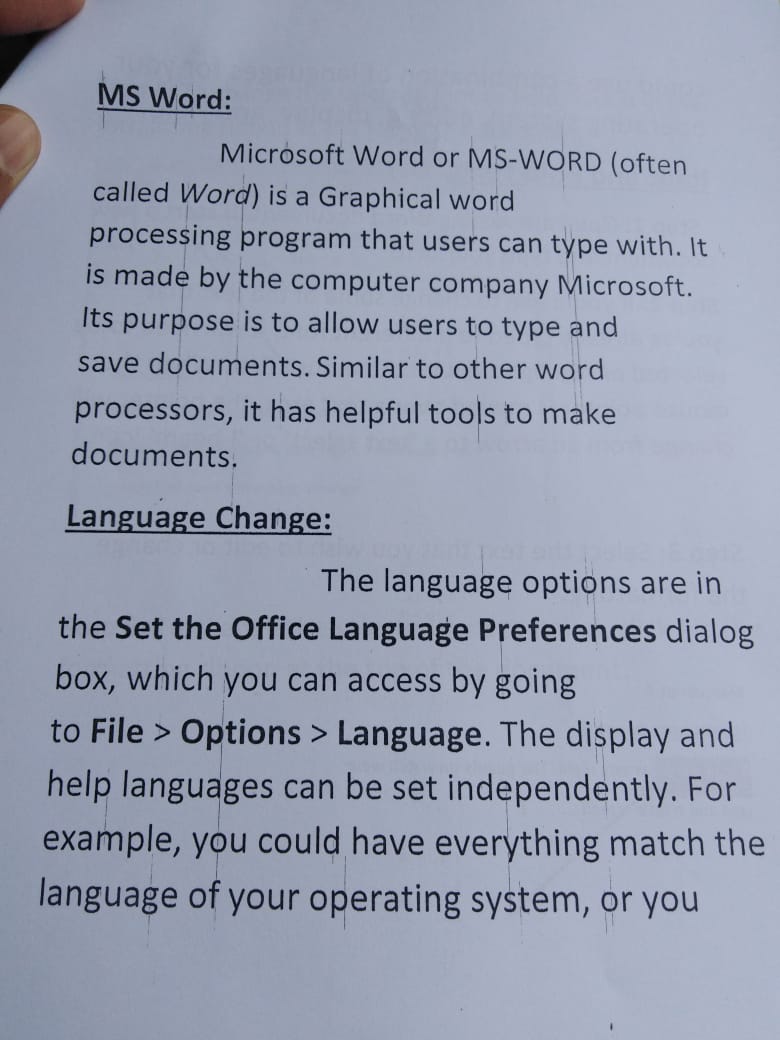 MS Word:
Microsoft Word or MS-WORD (often
called Word) is a Graphical word
processing program that users can type with. It
is made by the computer company Microsoft.
Its purpose is to allow users to type and
save documents. Similar to other word
processors, it has helpful tools to make
documents.
Language Change:
The language options are in
the Set the Office Language Preferences dialog
box, which you can access by going
to File > Options > Language. The display and
help languages can be set independently. For
example, you could have everything match the
language of your operating system, or you